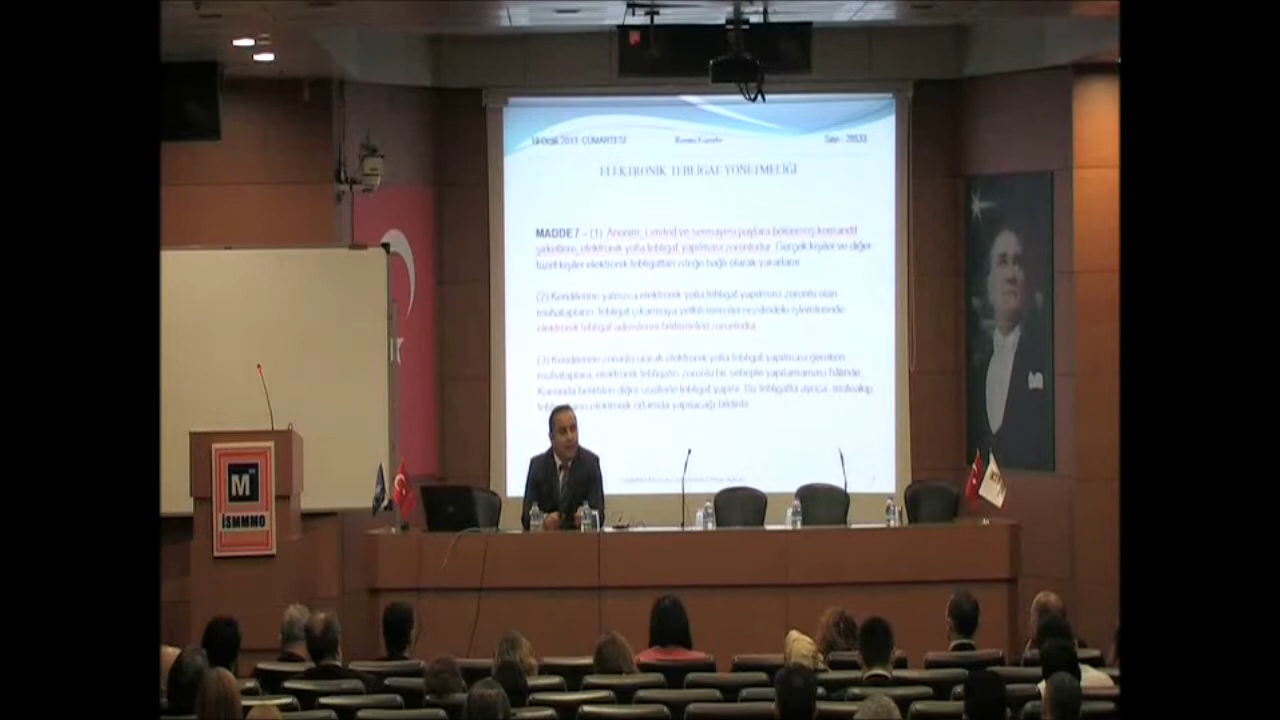 19 Ocak 2013 CUMARTESİ Resmi Gazete Sayı : 28533
ELEKTRONİK TEBLİGAT YÖNETMELİĞİ
MADDE 7 – (1) Anonim, Limited ve sermayesi paylara bölünmüş komandit
şirketlere, elektronik yolla tebligat yapılması zorunludur. Gerçek kişiler ve diğer
tüzel kişiler elektronik tebligattan isteğe bağlı olarak yararlanır.
(2) Kendilerine yalnızca elektronik yolla tebligat yapılması zorunlu olan
muhatapların, tebligat çıkarmaya yetkili merciler nezdindeki işlemlerinde
elektronik tebligat adreslerini bildirmeleri zorunludur.
(3) Kendilerine zorunlu olarak elektronik yolla tebligat yapılması gereken
muhataplara, elektronik tebligatın zorunlu bir sebeple yapılamaması hâlinde,
Kanunda belirtilen diğer usullerle tebligat yapılır. Bu tebligatta ayrıca, müteakip
elektronik ortamda yapılacağı bildirilir.
M
İSMMMO